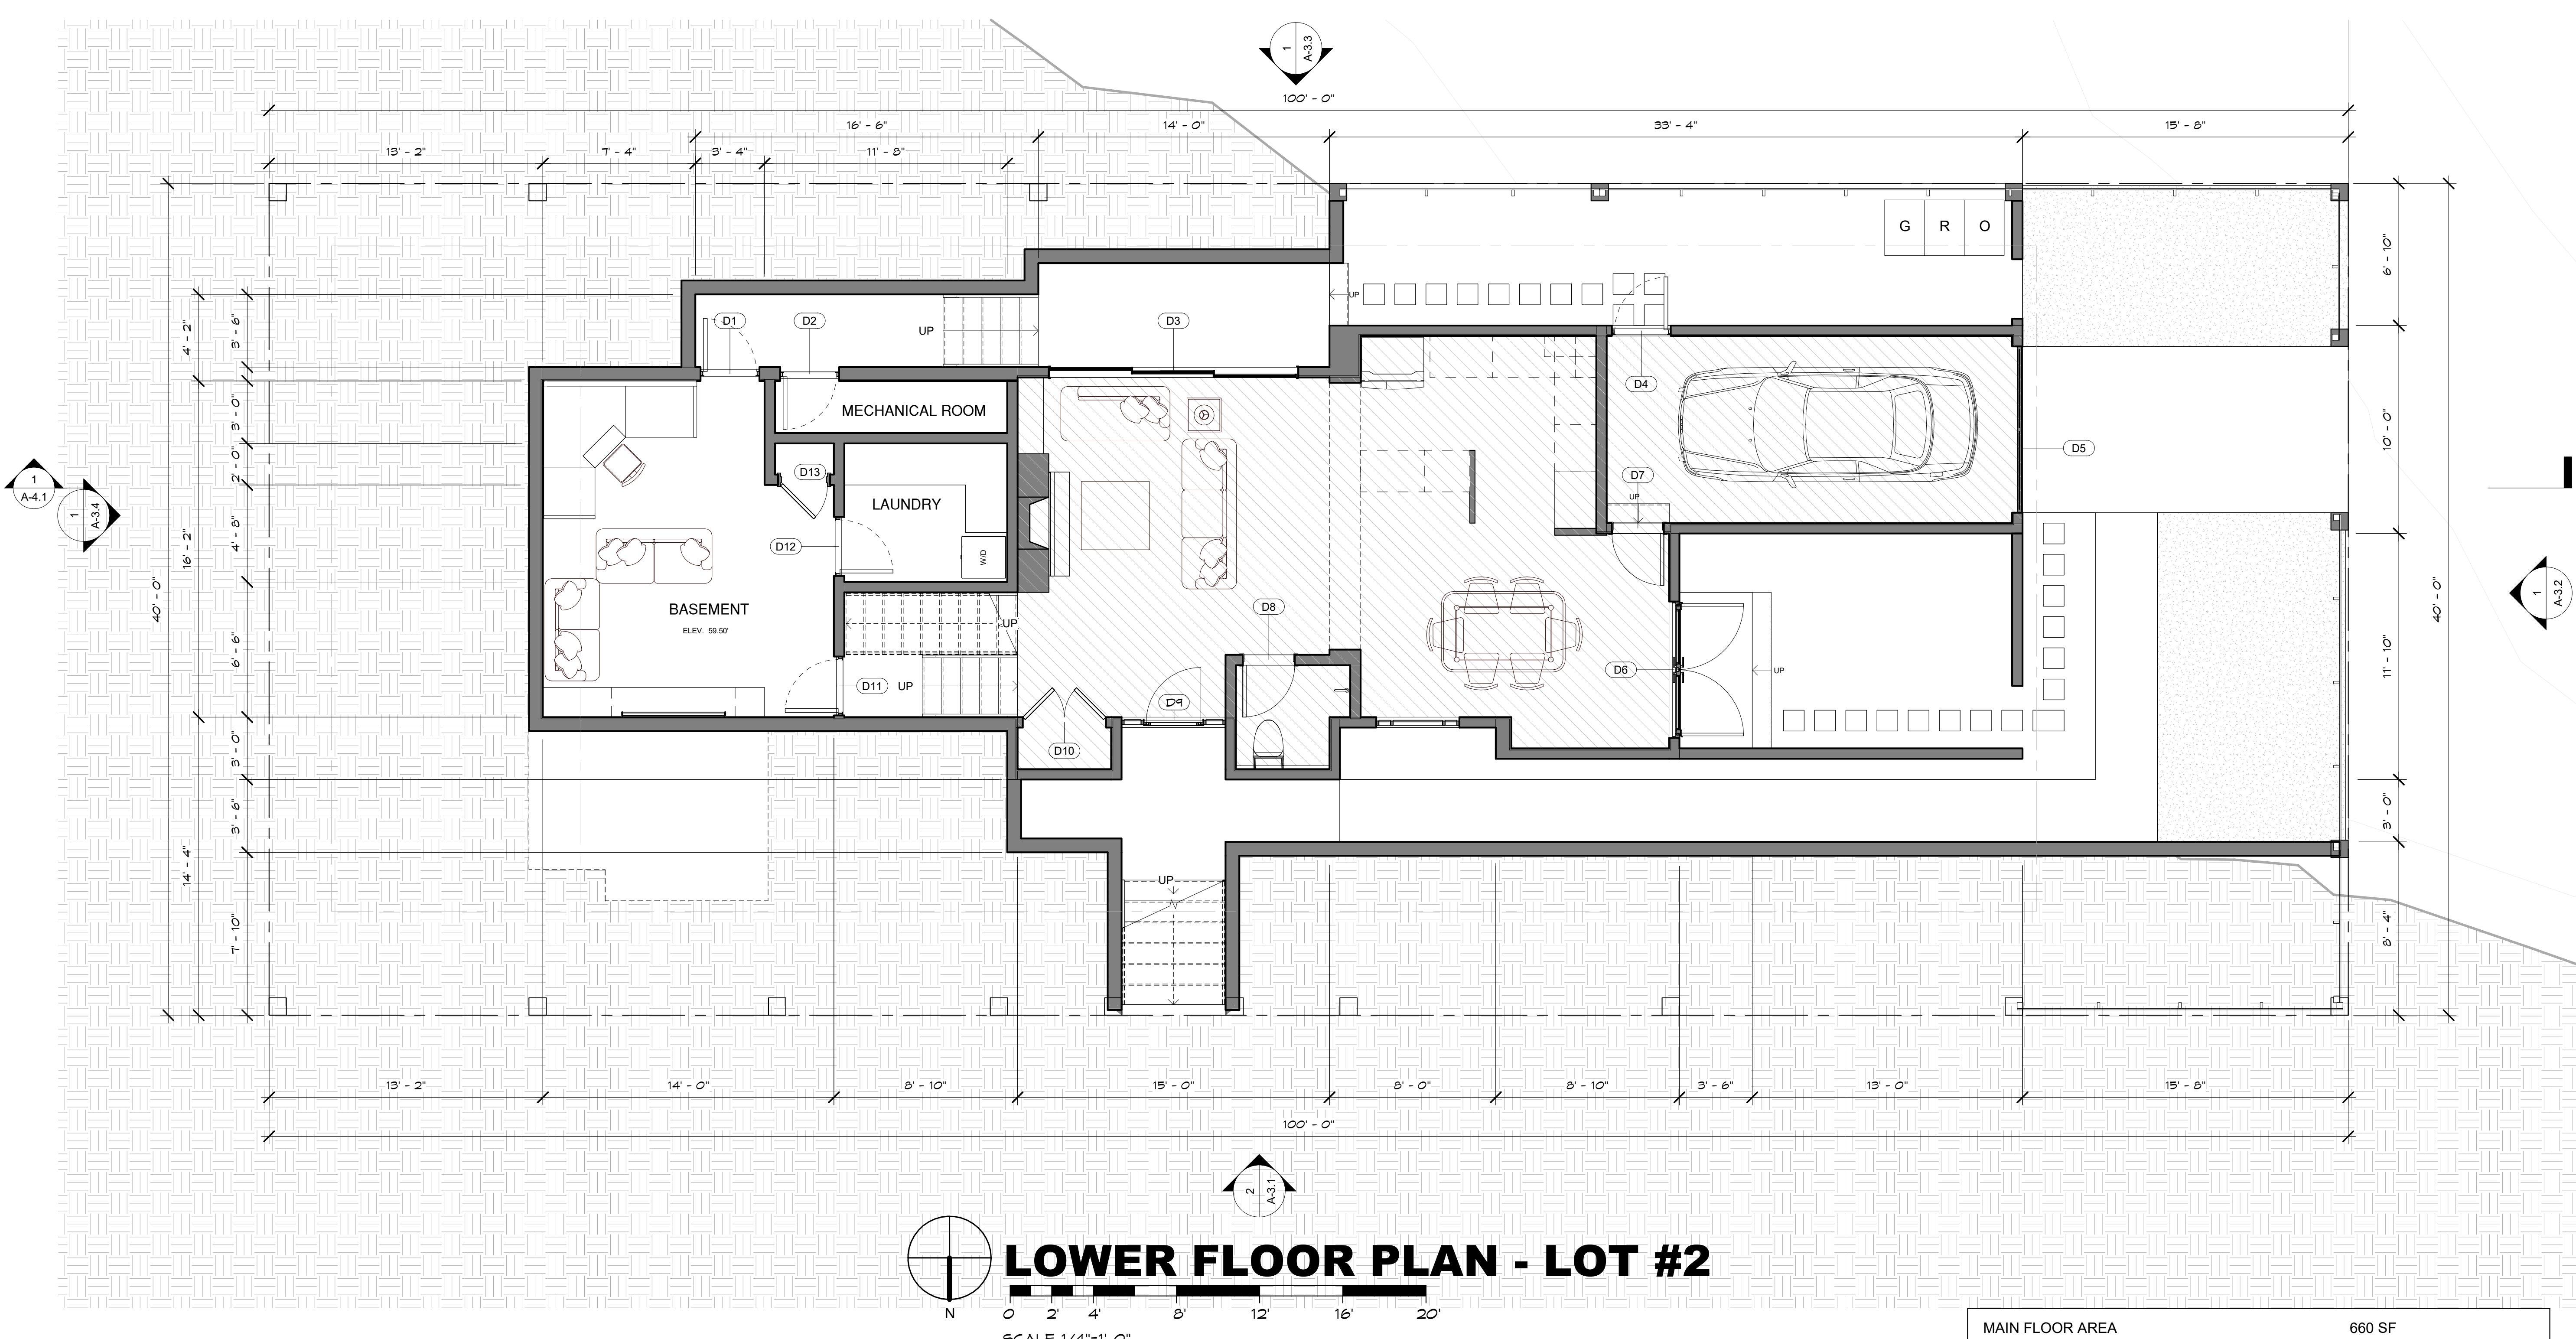 1
A-3.3
100' - 0"
16' - 6"
14' - 0"
33' - 4"
15' - 8"
13' - 2"
7' - 4"
3' - 4"
11' - 8"
G R O
UP
D1
D2
UP
D3
D4
MECHANICAL ROOM
D5
D13
D7
UP
LAUNDRY
D12
W/D
BASEMENT
ELEV. 59.50'
UP
D8
D6
UP
D11
UP
D9
D10
UP
1
A-4.1
1
A-3.4
40' - 0"
4' - 2"
16' - 2"
14' - 4"
3' - 6"
3' - 0"
2' - 0"
4' - 8"
6' - 6"
3' - 0"
3' - 6"
7' - 10"
6' - 10"
10' - 0"
11' - 10"
3' - 0"
8' - 4"
40' - 0"
1
A-3.2
13' - 2"
14' - 0"
8' - 10"
15' - 0"
8' - 0"
8' - 10"
3' - 6"
13' - 0"
15' - 8"
100' - 0"
2
A-3.1
N
LOWER FLOOR PLAN - LOT #2
0 2' 4' 8' 12' 16' 20'
SCALE 1/4"=1'-0"
MAIN FLOOR AREA 660 SF